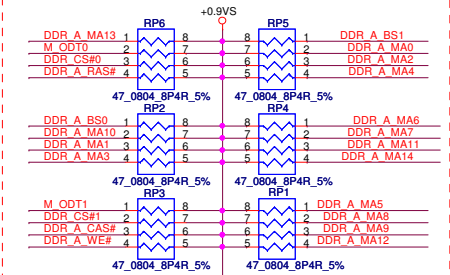 +0.9VS
RP6 RP5
DDR_A_MA13 1 8 8 1 DDR_A_BS1
M_ODT0 2 7 7 2 DDR_A_MA0
DDR_CS#0 3 6 6 3 DDR_A_MA2
DDR_A_RAS# 4 5 5 4 DDR_A_MA4
47_0804_8P4R_5% 47_0804_8P4R_5%
RP2 RP4
DDR_A_BS0 1 8 8 1 DDR_A_MA6
DDR_A_MA10 2 7 7 2 DDR_A_MA7
DDR_A_MA1 3 6 6 3 DDR_A_MA11
DDR_A_MA3 4 5 5 4 DDR_A_MA14
47_0804_8P4R_5% 47_0804_8P4R_5%
RP3 RP1
M_ODT1 1 8 8 1 DDR_A_MA5
DDR_CS#1 2 7 7 2 DDR_A_MA8
DDR_A_CAS# 3 6 6 3 DDR_A_MA9
DDR_A_WE# 4 5 5 4 DDR_A_MA12
47_0804_8P4R_5% 47_0804_8P4R_5%